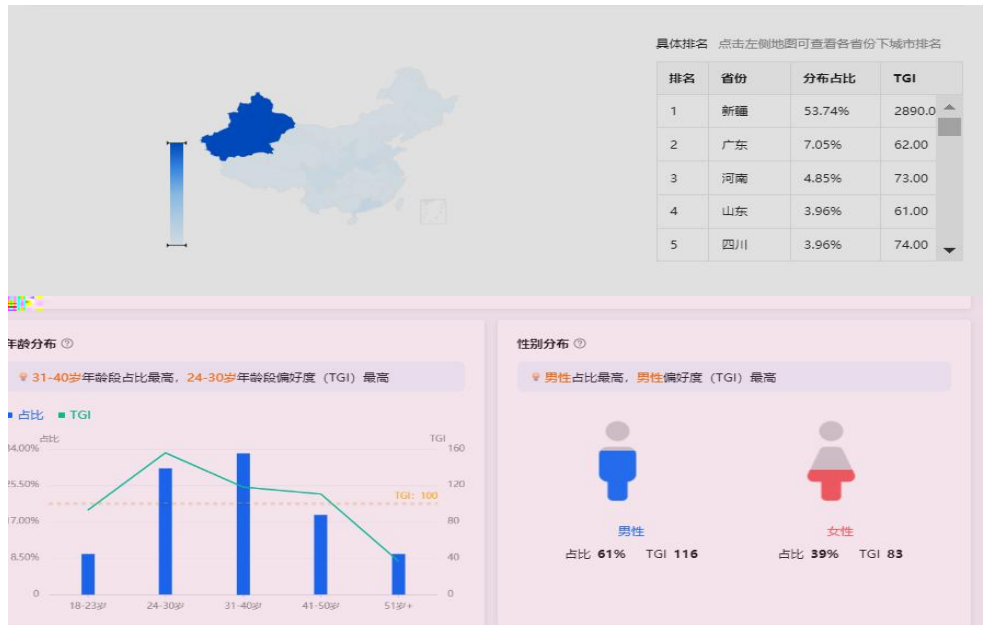 具体排名 点击左侧地图可查看各省份下城市排名
排名 省份 分布占比 TGI
1 新疆 53.74% 2890.0
2 广东 7.05% 62.00
3 河南 4.85% 73.00
4 山东 3.96% 61.00
5 四川 3.96% 74.00
年龄分布
31-40岁年龄段占比最高, 24-30岁年龄段偏好度 (TGI) 最高
占比 TGI
占比 TGI
34.00% 160
25.50% 120
TGI: 100
17.00% 80
8.50% 40
0 0
18-23岁 24-30岁 31-40岁 41-50岁 51岁+
性别分布
男性占比最高, 男性偏好度 (TGI) 最高
男性 女性
占比 61% TGI 116 占比 39% TGI 83